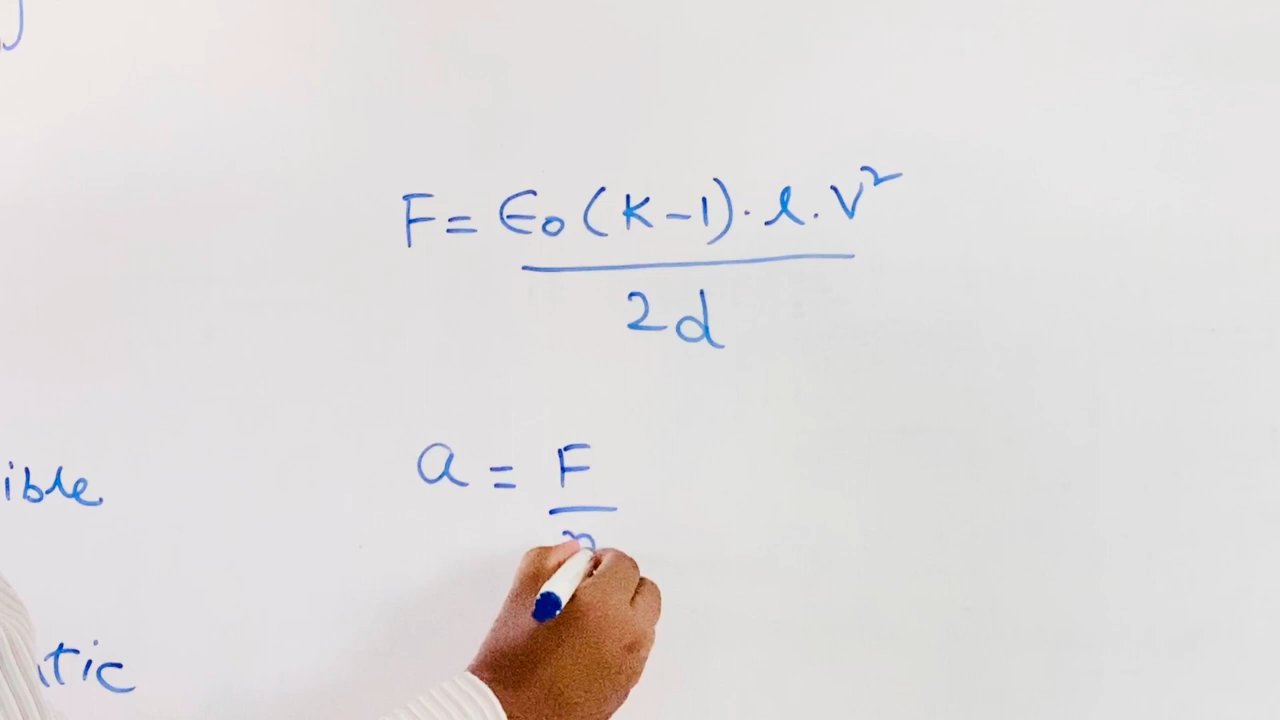 F = ϵ₀(K-1)·l·V²
2d
ible
a = F
tic